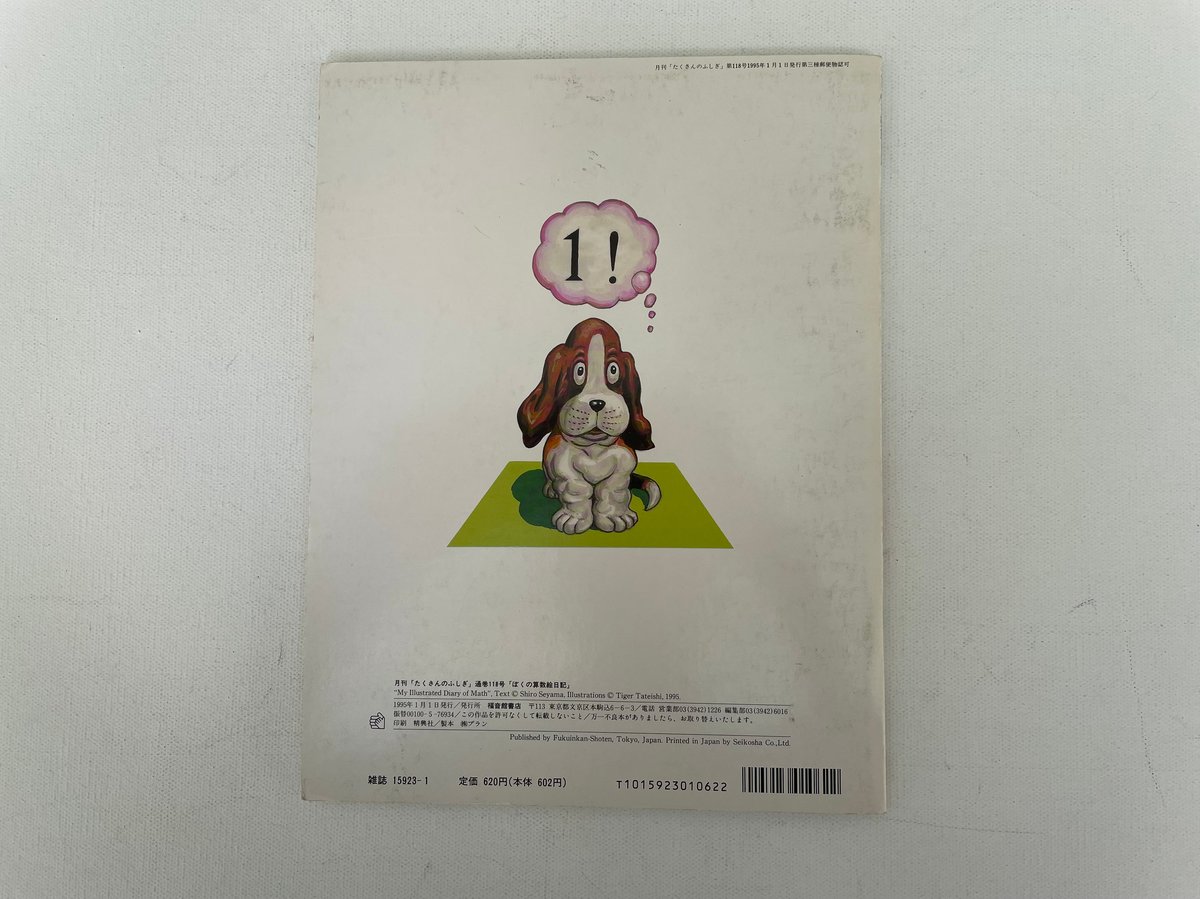 月刊「たくさんのふしぎ」第118号1995年1月1日発行第三種郵便物認可
1!
月刊「たくさんのふしぎ」通巻118号「ぼくの算数絵日記」
"My Illustrated Diary of Math", Text © Shiro Seyama, Illustrations © Tiger Tateishi, 1995.
1995年1月1日発行／発行所 福音館書店 〒113 東京都文京区本駒込6-6-3／電話 営業部03(3942)1226 編集部03(3942)6016
振替00100-5-76934／この作品を許可なくして転載しないこと／万一不良本がありましたら、お取り替えいたします。
印刷 精興社／製本 ㈱プラン
Published by Fukuinkan-Shoten, Tokyo, Japan. Printed in Japan by Seikosha Co.,Ltd.
雑誌 15923-1 定価 620円(本体 602円) T1015923010622